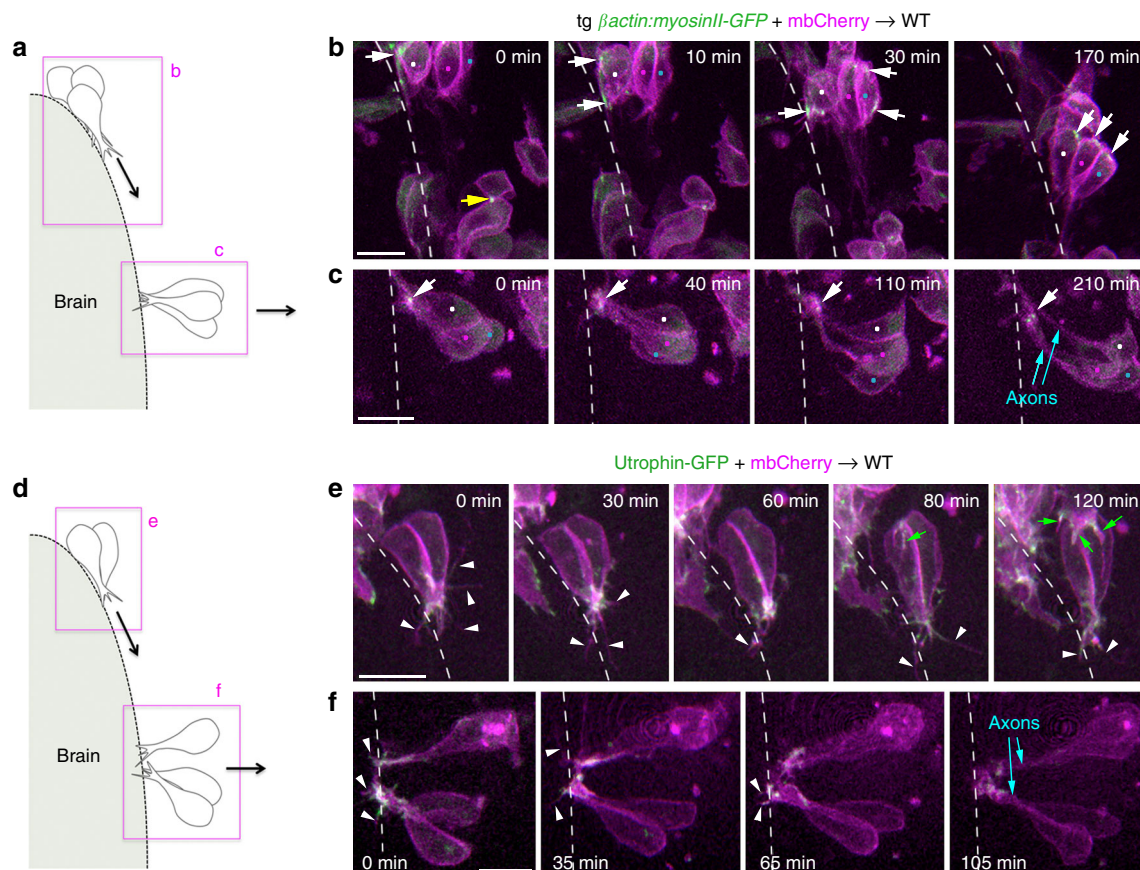 tg βactin:myosinII-GFP + mbCherry → WT
a
b
Brain
c
b
0 min
10 min
30 min
170 min
c
0 min
40 min
110 min
210 min
Axons
Utrophin-GFP + mbCherry → WT
d
e
Brain
f
e
0 min
30 min
60 min
80 min
120 min
f
0 min
35 min
65 min
105 min
Axons